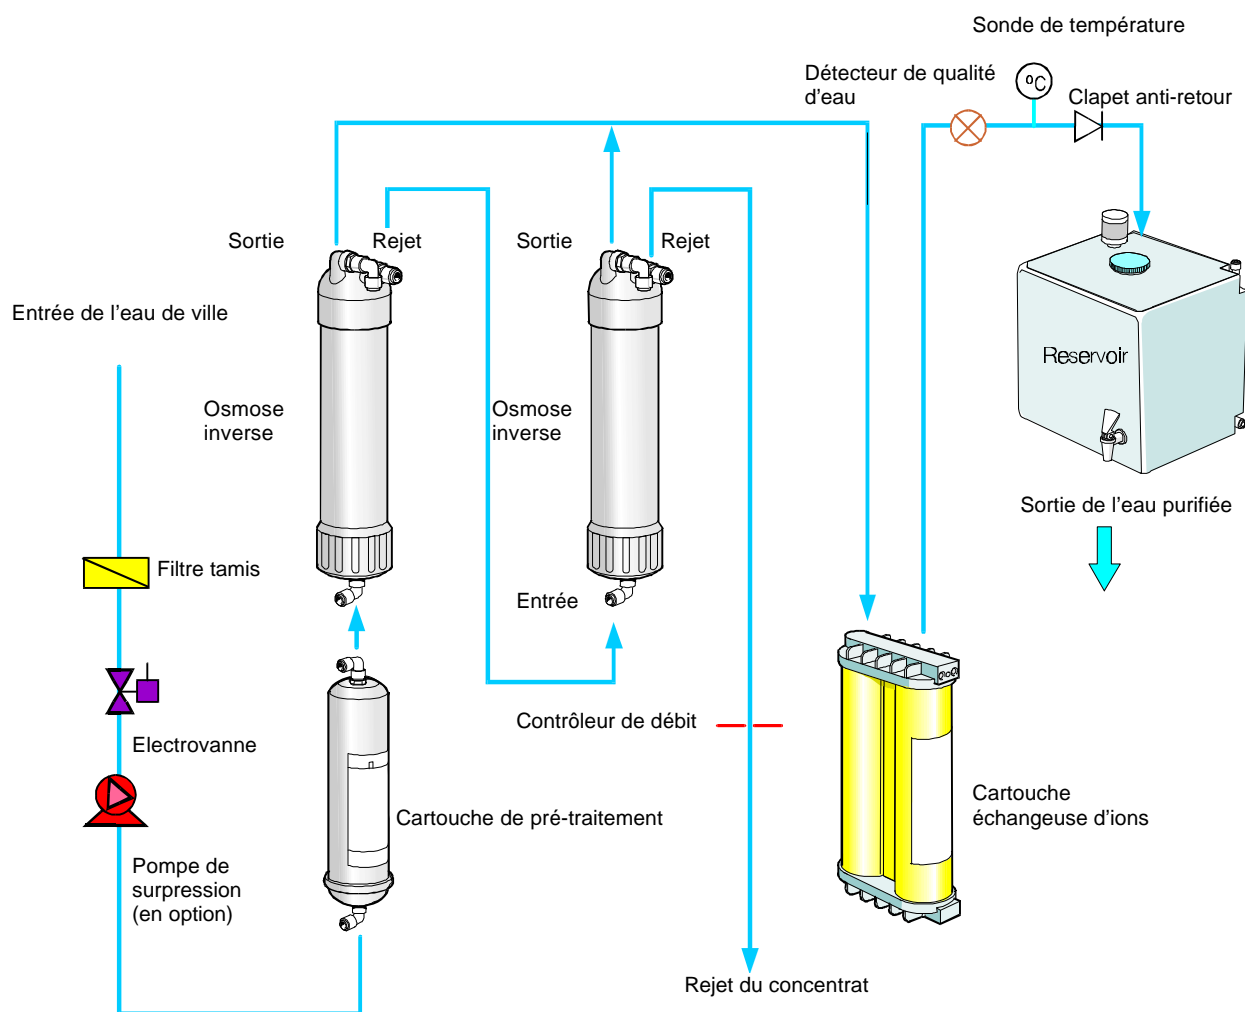 Sonde de température
Détecteur de qualité
d'eau
ºC
Clapet anti-retour
Sortie
Rejet
Sortie
Rejet
Entrée de l'eau de ville
Reservoir
Osmose
inverse
Osmose
inverse
Sortie de l'eau purifiée
Filtre tamis
Entrée
Contrôleur de débit
Electrovanne
Cartouche de pré-traitement
Cartouche
échangeuse d'ions
Pompe de
surpression
(en option)
Rejet du concentrat